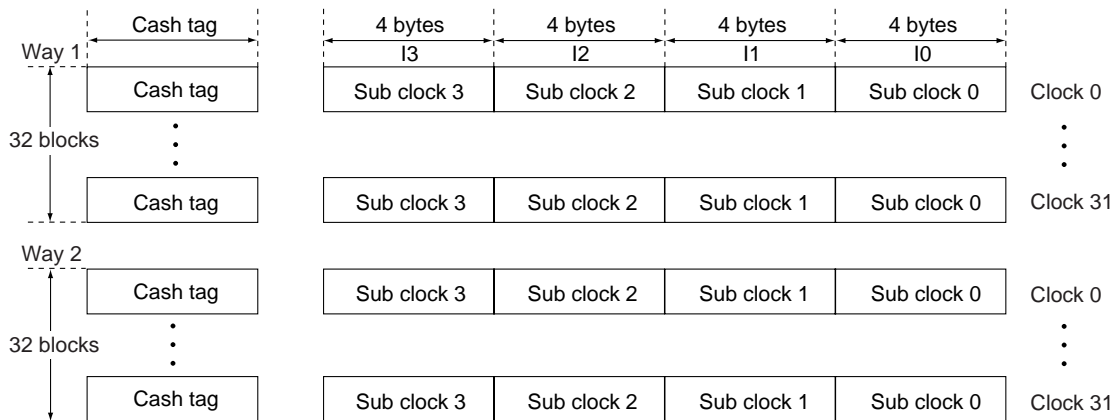 Cash tag 4 bytes 4 bytes 4 bytes 4 bytes
Way 1 I3 I2 I1 I0
Cash tag Sub clock 3 Sub clock 2 Sub clock 1 Sub clock 0 Clock 0
32 blocks
Cash tag Sub clock 3 Sub clock 2 Sub clock 1 Sub clock 0 Clock 31
Way 2
Cash tag Sub clock 3 Sub clock 2 Sub clock 1 Sub clock 0 Clock 0
32 blocks
Cash tag Sub clock 3 Sub clock 2 Sub clock 1 Sub clock 0 Clock 31